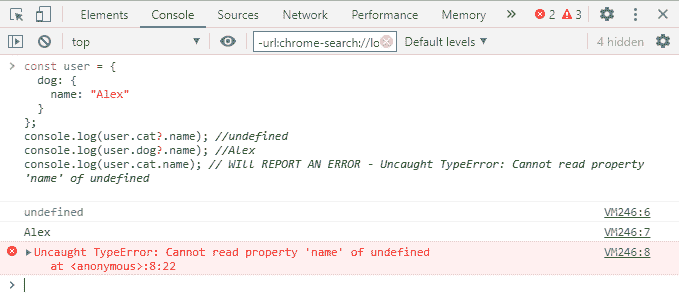 Elements Console Sources Network Performance Memory » 2 3
top -url:chrome-search://lo Default levels 4 hidden
> const user = {
dog: {
name: "Alex"
}
};
console.log(user.cat?.name); //undefined
console.log(user.dog?.name); //Alex
console.log(user.cat.name); // WILL REPORT AN ERROR - Uncaught TypeError: Cannot read property
'name' of undefined
undefined VM246:6
Alex VM246:7
Uncaught TypeError: Cannot read property 'name' of undefined VM246:8
at <anonymous>:8:22
>